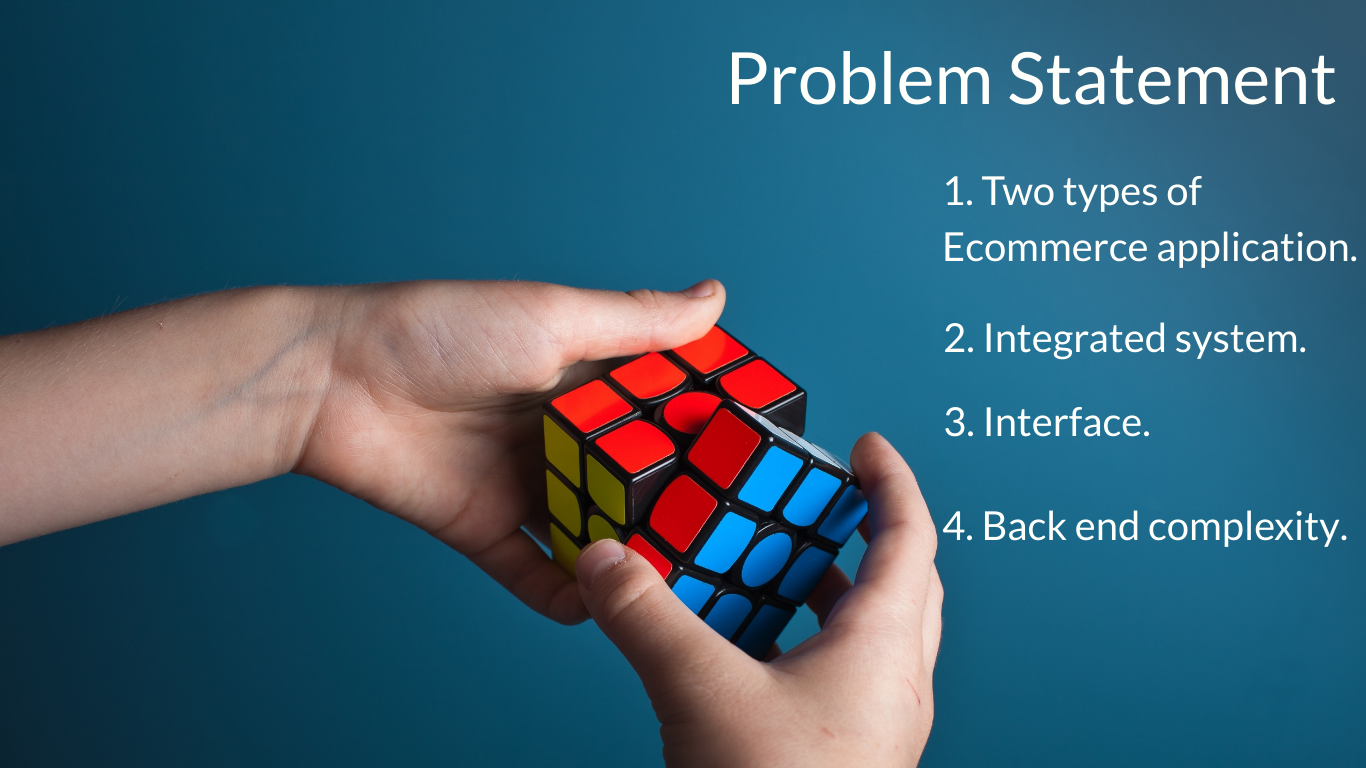 Problem Statement
1. Two types of
Ecommerce application.
2. Integrated system.
3. Interface.
4. Back end complexity.